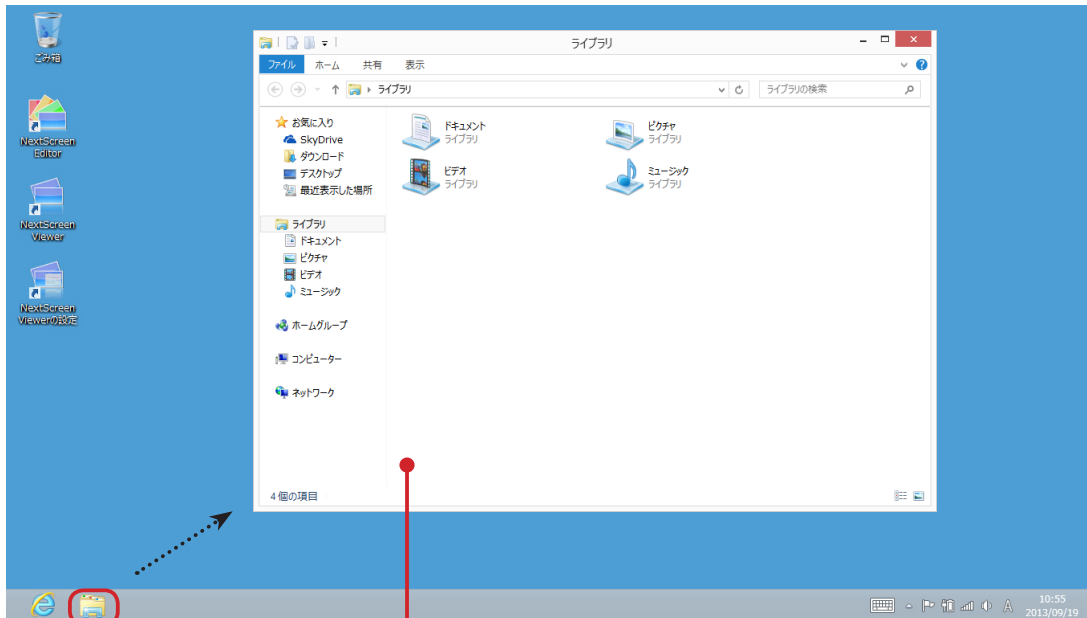 ごみ箱
NextScreen
Editor
NextScreen
Viewer
NextScreen
Viewerの設定
ライブラリ
ファイル ホーム 共有 表示
ライブラリ
ライブラリの検索
お気に入り
SkyDrive
ダウンロード
デスクトップ
最近表示した場所
ライブラリ
ドキュメント
ピクチャ
ビデオ
ミュージック
ホームグループ
コンピューター
ネットワーク
ドキュメント
ライブラリ
ピクチャ
ライブラリ
ビデオ
ライブラリ
ミュージック
ライブラリ
4 個の項目
A
10:55
2013/09/19